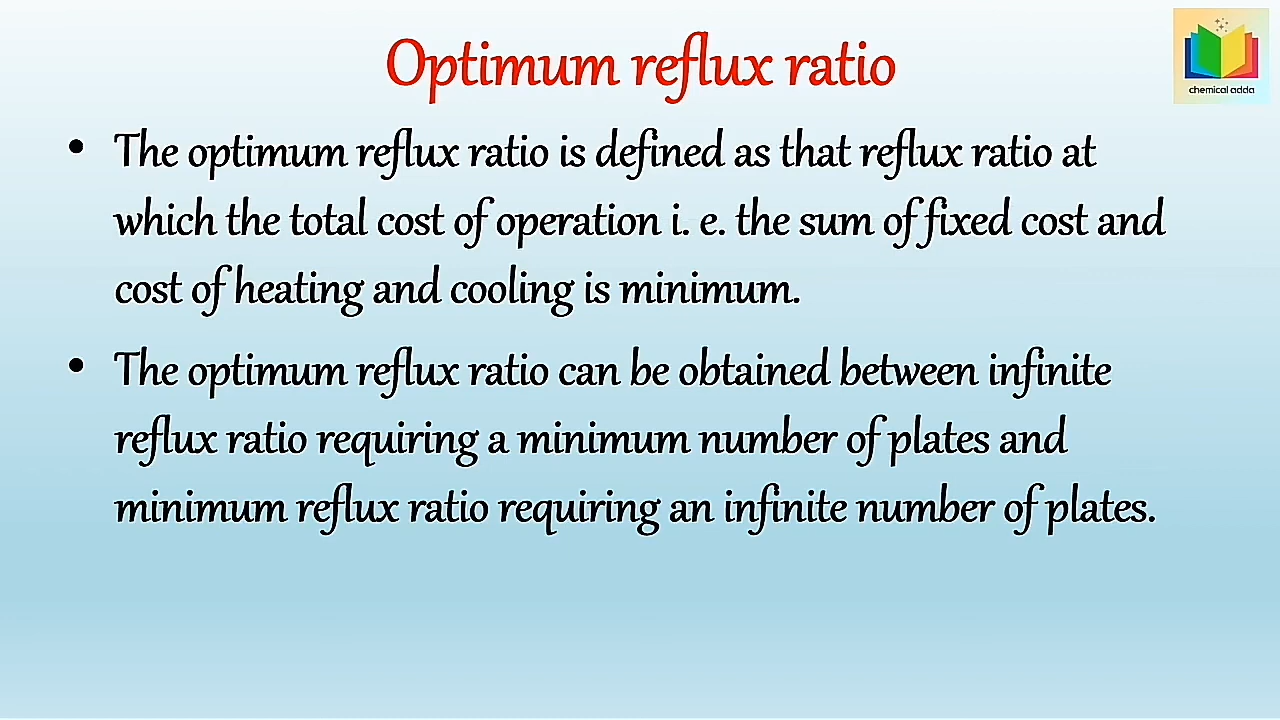 Optimum reflux ratio
chemical adda
• The optimum reflux ratio is defined as that reflux ratio at
which the total cost of operation i. e. the sum of fixed cost and
cost of heating and cooling is minimum.
• The optimum reflux ratio can be obtained between infinite
reflux ratio requiring a minimum number of plates and
minimum reflux ratio requiring an infinite number of plates.